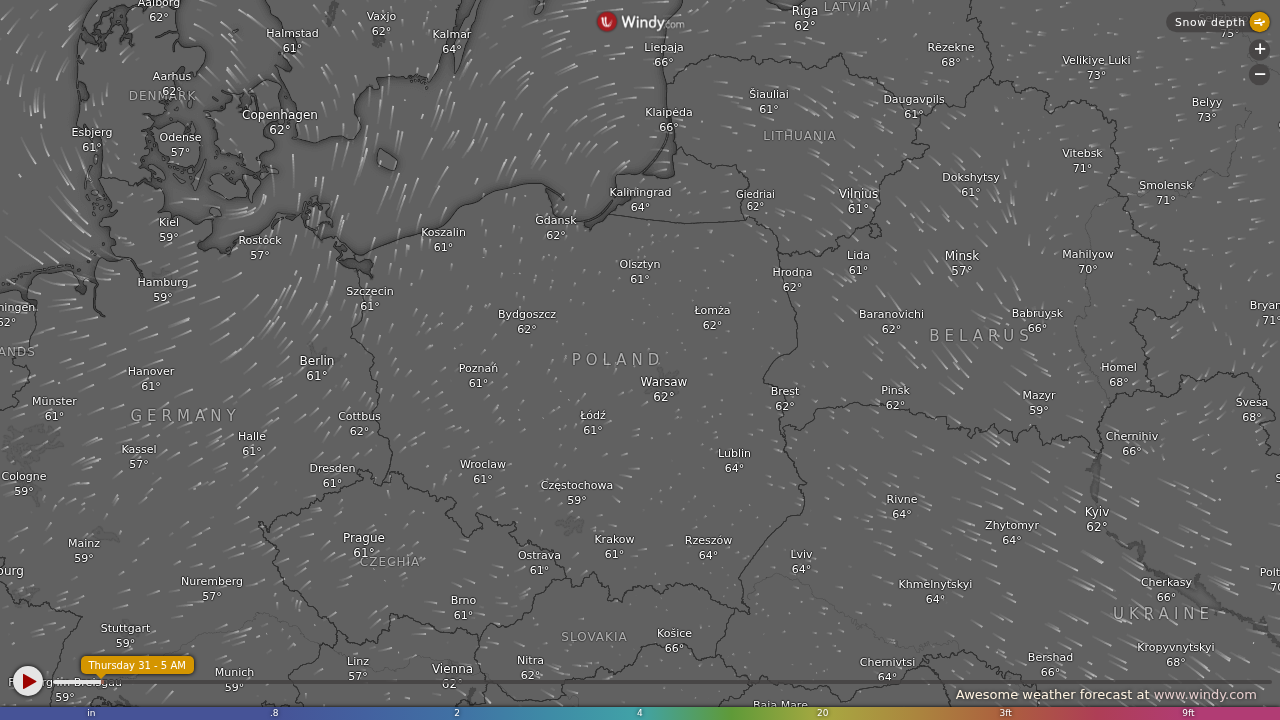 Aalborg
62°
Vaxjo
62°
Halmstad
61°
Kalmar
64°
Windy.com
Liepaja
66°
Riga
62°
LATVIA
Rēzekne
68°
Snow depth
75°
Velikiye Luki
73°
+
−
Aarhus
62°
DENMARK
Copenhagen
62°
Esbjerg
61°
Odense
57°
Klaipėda
66°
Šiauliai
61°
LITHUANIA
Daugavpils
61°
Belyy
73°
Vitebsk
71°
Dokshytsy
61°
Smolensk
71°
Kaliningrad
64°
Giedriai
62°
Vilnius
61°
Kiel
59°
Rostock
57°
Koszalin
61°
Gdansk
62°
Olsztyn
61°
Hrodna
62°
Lida
61°
Minsk
57°
Mahilyow
70°
Hamburg
59°
Szczecin
61°
Bydgoszcz
62°
Łomża
62°
Baranovichi
62°
Babruysk
66°
BELARUS
POLAND
Berlin
61°
Hanover
61°
Poznań
61°
Warsaw
62°
Brest
62°
Pinsk
62°
Homel
68°
Mazyr
59°
Münster
61°
GERMANY
Cottbus
62°
Łódź
61°
Svesa
68°
Chernihiv
66°
Halle
61°
Kassel
57°
Cologne
59°
Dresden
61°
Wroclaw
61°
Lublin
64°
Częstochowa
59°
Rivne
64°
Kyiv
62°
Zhytomyr
64°
Mainz
59°
Prague
61°
CZECHIA
Krakow
61°
Rzeszów
64°
Ostrava
61°
Lviv
64°
Nuremberg
57°
Khmelnytskyi
64°
Cherkasy
66°
UKRAINE
Brno
61°
Stuttgart
59°
SLOVAKIA
Košice
66°
Kropyvnytskyi
68°
Thursday 31 - 5 AM
Munich
59°
Linz
57°
Vienna
62°
Nitra
62°
Chernivtsi
64°
Bershad
66°
59°
Awesome weather forecast at www.windy.com
Baia Mare
in .8 2 4 20 3ft 9ft